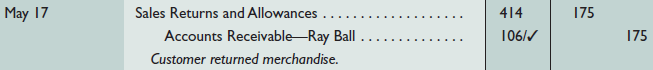 May 17 Sales Returns and Allowances . . . . . . . . . . . . . . . . . . . 414 175
Accounts Receivable—Ray Ball . . . . . . . . . . . . . . 106/✓ 175
Customer returned merchandise.